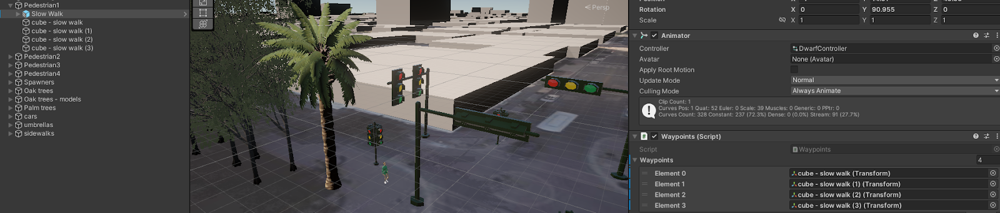 Pedestrian1
Slow Walk
cube - slow walk
cube - slow walk (1)
cube - slow walk (2)
cube - slow walk (3)
Pedestrian2
Pedestrian3
Pedestrian4
Spawners
Oak trees
Oak trees - models
Palm trees
cars
umbrellas
sidewalks
Persp
Rotation X 0 Y 90.955 Z 0
Scale X 1 Y 1 Z 1
Animator
Controller DwarfController
Avatar None (Avatar)
Apply Root Motion
Update Mode Normal
Culling Mode Always Animate
Clip Count: 1
Curves Pos: 1 Quat: 52 Euler: 0 Scale: 39 Muscles: 0 Generic: 0 PPtr: 0
Curves Count: 328 Constant: 237 (72.3%) Dense: 0 (0.0%) Stream: 91 (27.7%)
# Waypoints (Script)
Script Waypoints
Waypoints 4
Element 0 cube - slow walk (Transform)
Element 1 cube - slow walk (1) (Transform)
Element 2 cube - slow walk (2) (Transform)
Element 3 cube - slow walk (3) (Transform)